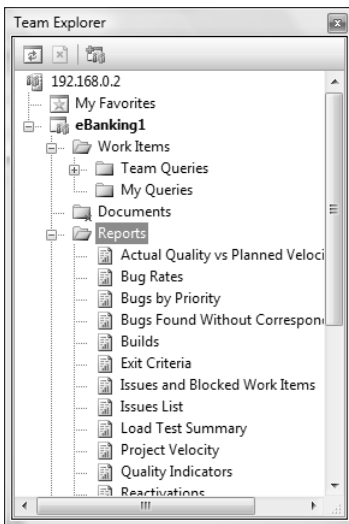 Team Explorer
192.168.0.2
My Favorites
eBanking1
Work Items
Team Queries
My Queries
Documents
Reports
Actual Quality vs Planned Veloci
Bug Rates
Bugs by Priority
Bugs Found Without Correspon
Builds
Exit Criteria
Issues and Blocked Work Items
Issues List
Load Test Summary
Project Velocity
Quality Indicators
Reactivations